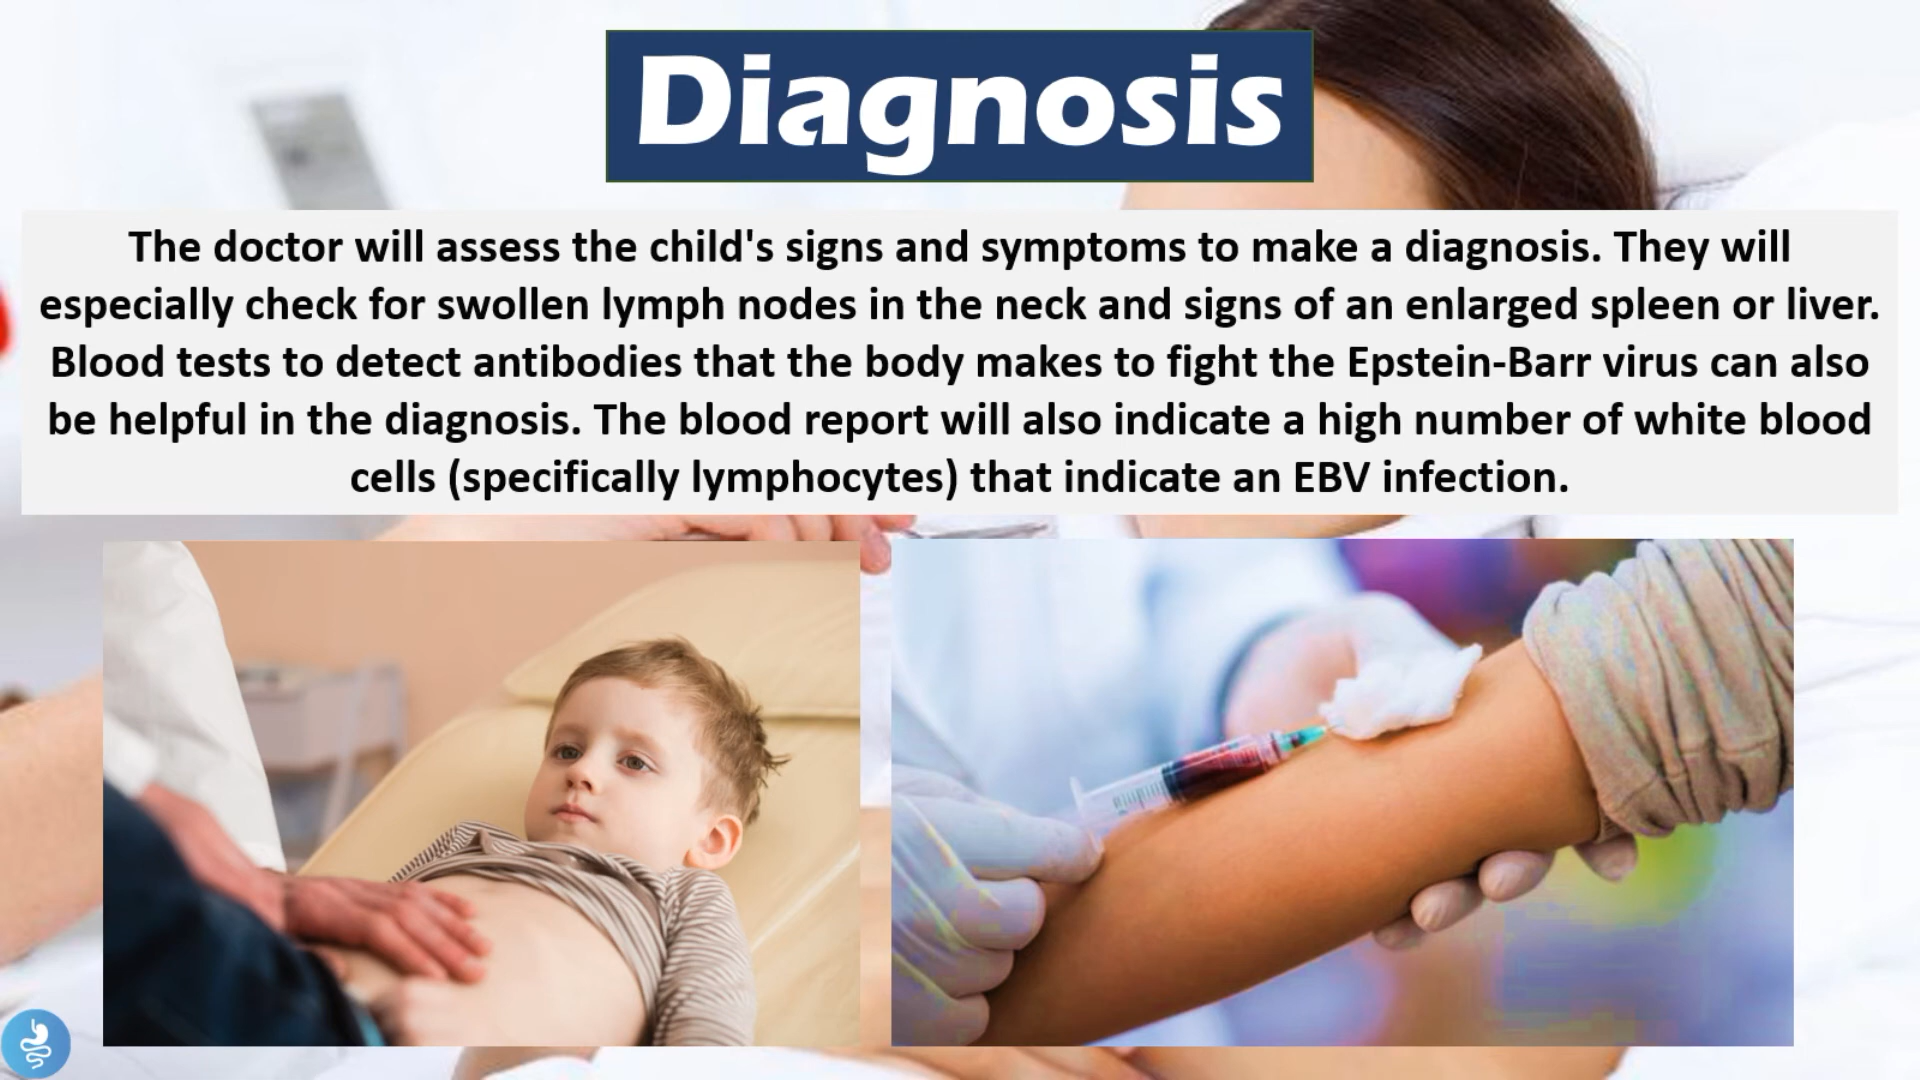 Diagnosis
The doctor will assess the child's signs and symptoms to make a diagnosis. They will
especially check for swollen lymph nodes in the neck and signs of an enlarged spleen or liver.
Blood tests to detect antibodies that the body makes to fight the Epstein-Barr virus can also
be helpful in the diagnosis. The blood report will also indicate a high number of white blood
cells (specifically lymphocytes) that indicate an EBV infection.